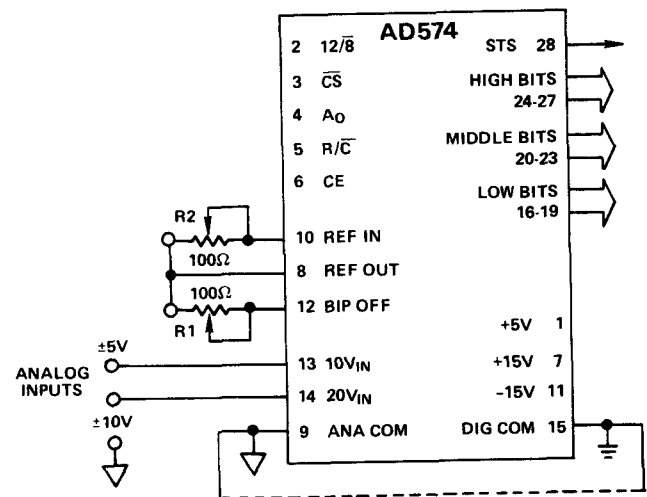 AD574
2 12/8̅
STS 28
3 C̅S̅
HIGH BITS
24-27
4 AO
5 R/C̅
MIDDLE BITS
20-23
6 CE
LOW BITS
16-19
R2
100Ω
10 REF IN
8 REF OUT
100Ω
R1
12 BIP OFF
+5V 1
±5V
13 10VIN
+15V 7
ANALOG
INPUTS
14 20VIN
-15V 11
±10V
9 ANA COM
DIG COM 15